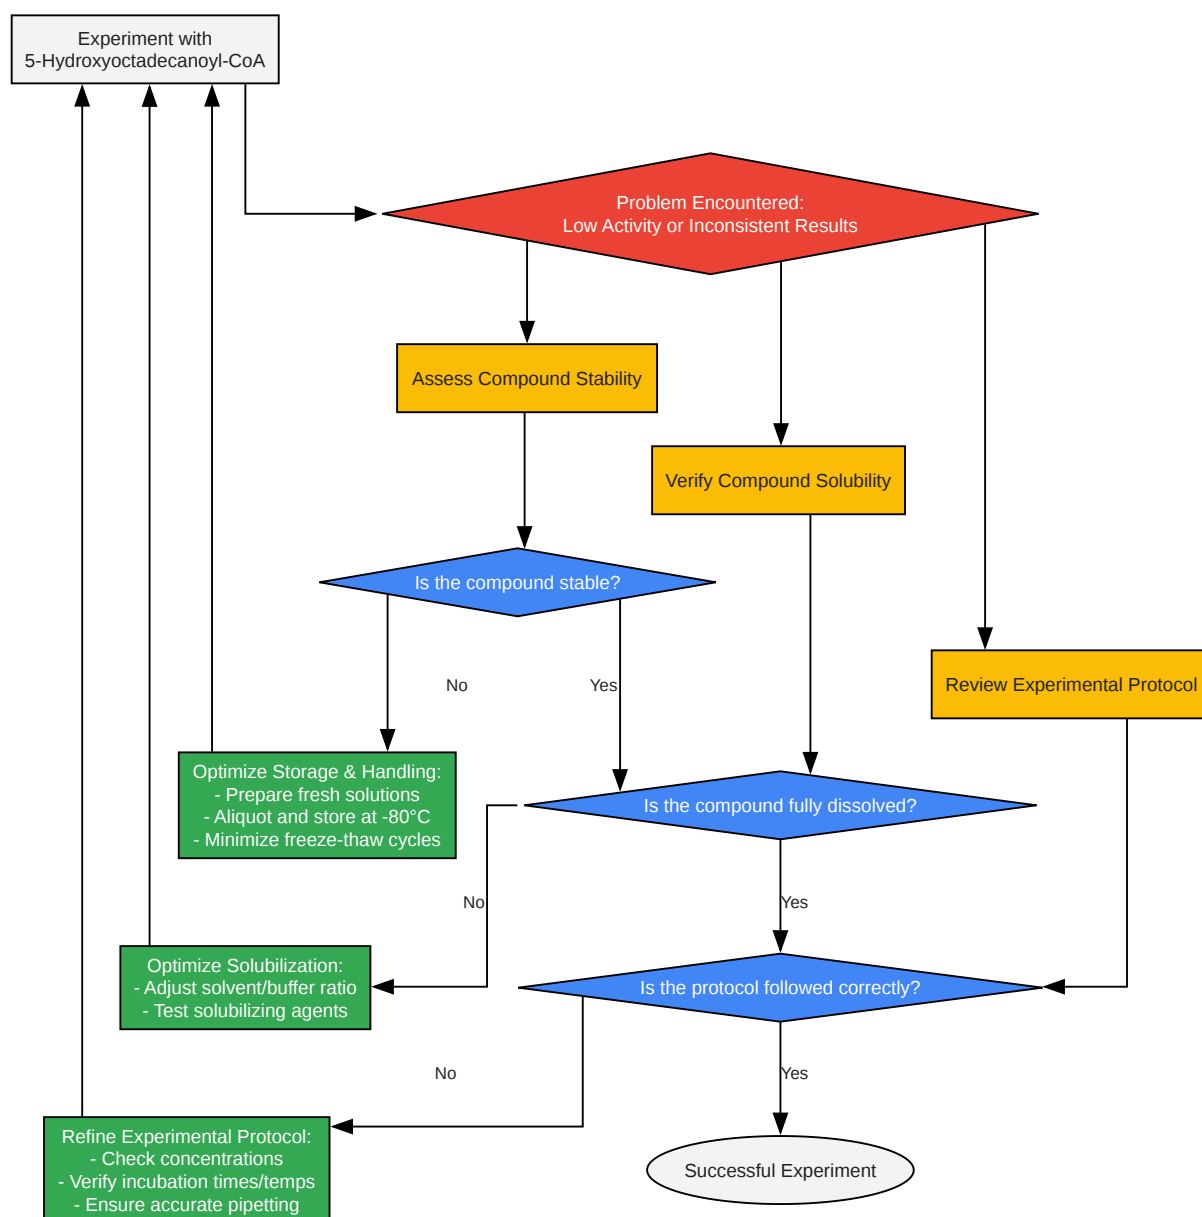 Experiment with
5-Hydroxyoctadecanoyl-CoA
Problem Encountered:
Low Activity or Inconsistent Results
Assess Compound Stability
Verify Compound Solubility
Is the compound stable?
No
Yes
Review Experimental Protocol
Optimize Storage & Handling:
- Prepare fresh solutions
- Aliquot and store at -80°C
- Minimize freeze-thaw cycles
Is the compound fully dissolved?
No
Yes
Optimize Solubilization:
- Adjust solvent/buffer ratio
- Test solubilizing agents
Is the protocol followed correctly?
No
Yes
Refine Experimental Protocol:
- Check concentrations
- Verify incubation times/temps
- Ensure accurate pipetting
Successful Experiment